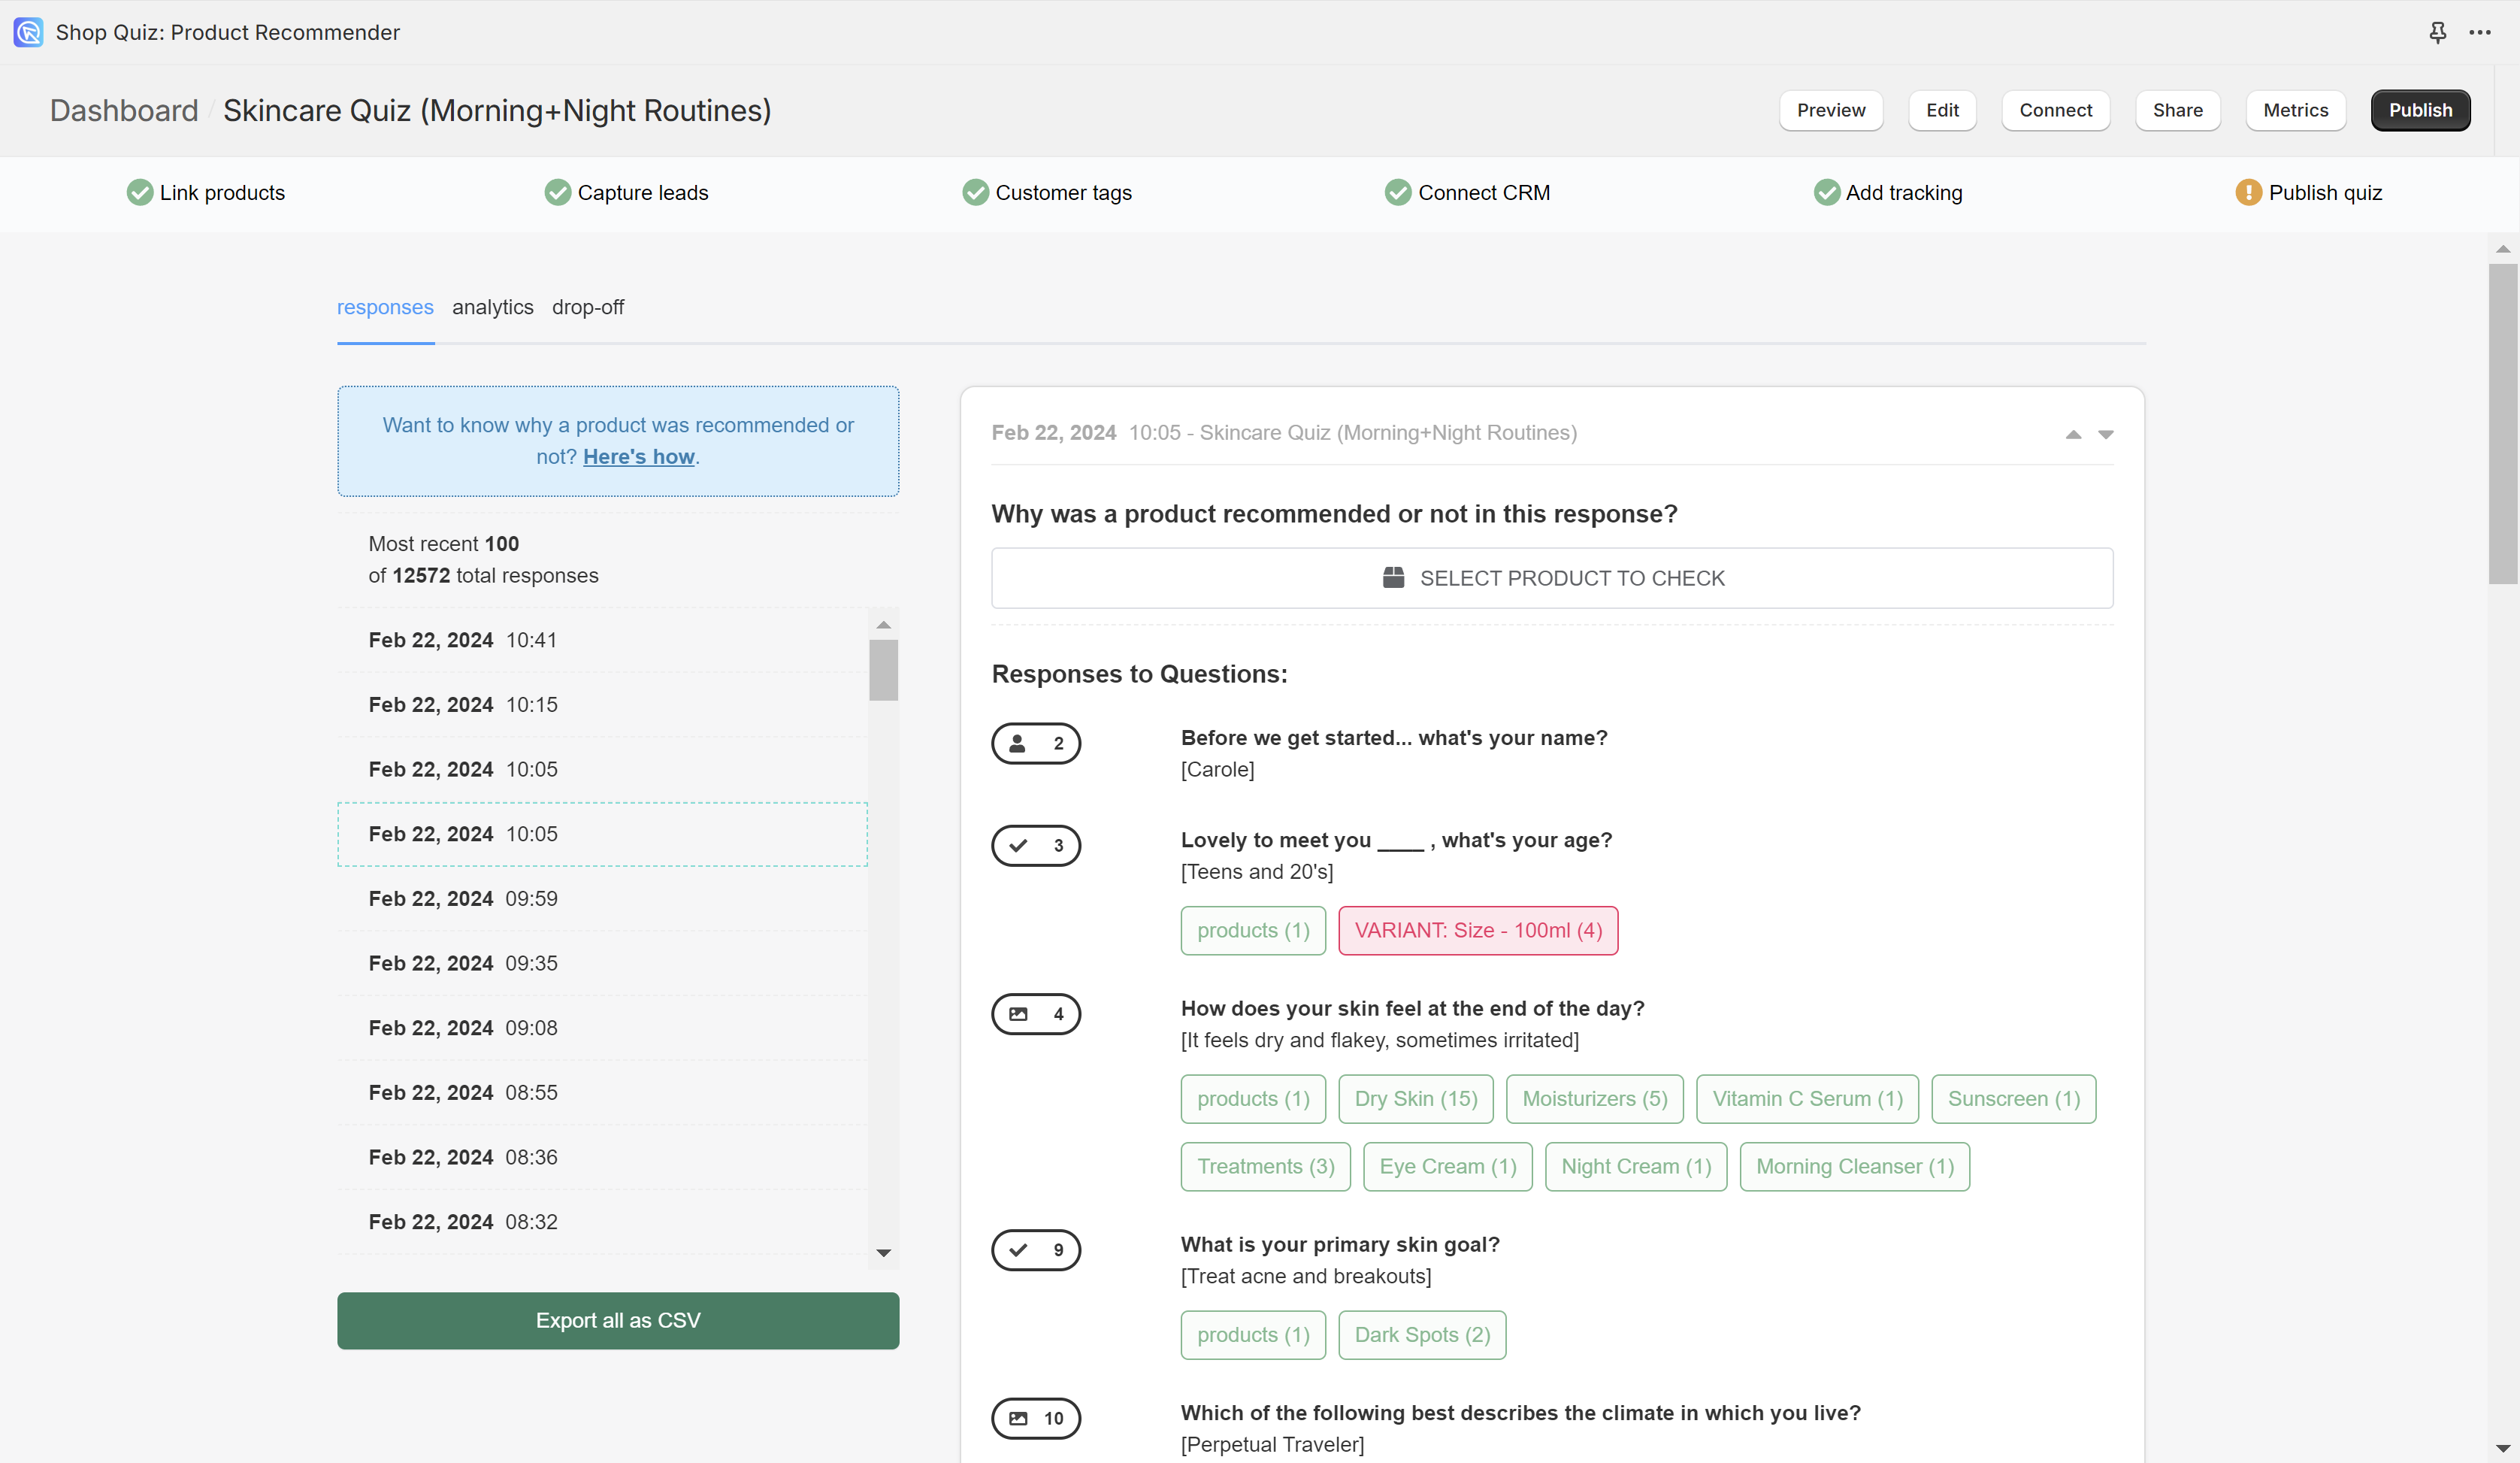 Shop Quiz: Product Recommender
Dashboard / Skincare Quiz (Morning+Night Routines)
Preview
Edit
Connect
Share
Metrics
Publish
Link products
Capture leads
Customer tags
Connect CRM
Add tracking
Publish quiz
responses
analytics
drop-off
Want to know why a product was recommended or
not? Here's how.
Most recent 100
of 12572 total responses
Feb 22, 2024 10:41
Feb 22, 2024 10:15
Feb 22, 2024 10:05
Feb 22, 2024 10:05
Feb 22, 2024 09:59
Feb 22, 2024 09:35
Feb 22, 2024 09:08
Feb 22, 2024 08:55
Feb 22, 2024 08:36
Feb 22, 2024 08:32
Export all as CSV
Feb 22, 2024 10:05 - Skincare Quiz (Morning+Night Routines)
Why was a product recommended or not in this response?
SELECT PRODUCT TO CHECK
Responses to Questions:
2
Before we get started... what's your name?
[Carole]
3
Lovely to meet you ____ , what's your age?
[Teens and 20's]
products (1)
VARIANT: Size - 100ml (4)
4
How does your skin feel at the end of the day?
[It feels dry and flakey, sometimes irritated]
products (1)
Dry Skin (15)
Moisturizers (5)
Vitamin C Serum (1)
Sunscreen (1)
Treatments (3)
Eye Cream (1)
Night Cream (1)
Morning Cleanser (1)
9
What is your primary skin goal?
[Treat acne and breakouts]
products (1)
Dark Spots (2)
10
Which of the following best describes the climate in which you live?
[Perpetual Traveler]